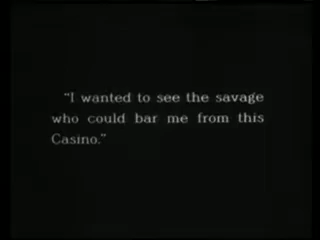 "I wanted to see the savage
who could bar me from this
Casino."